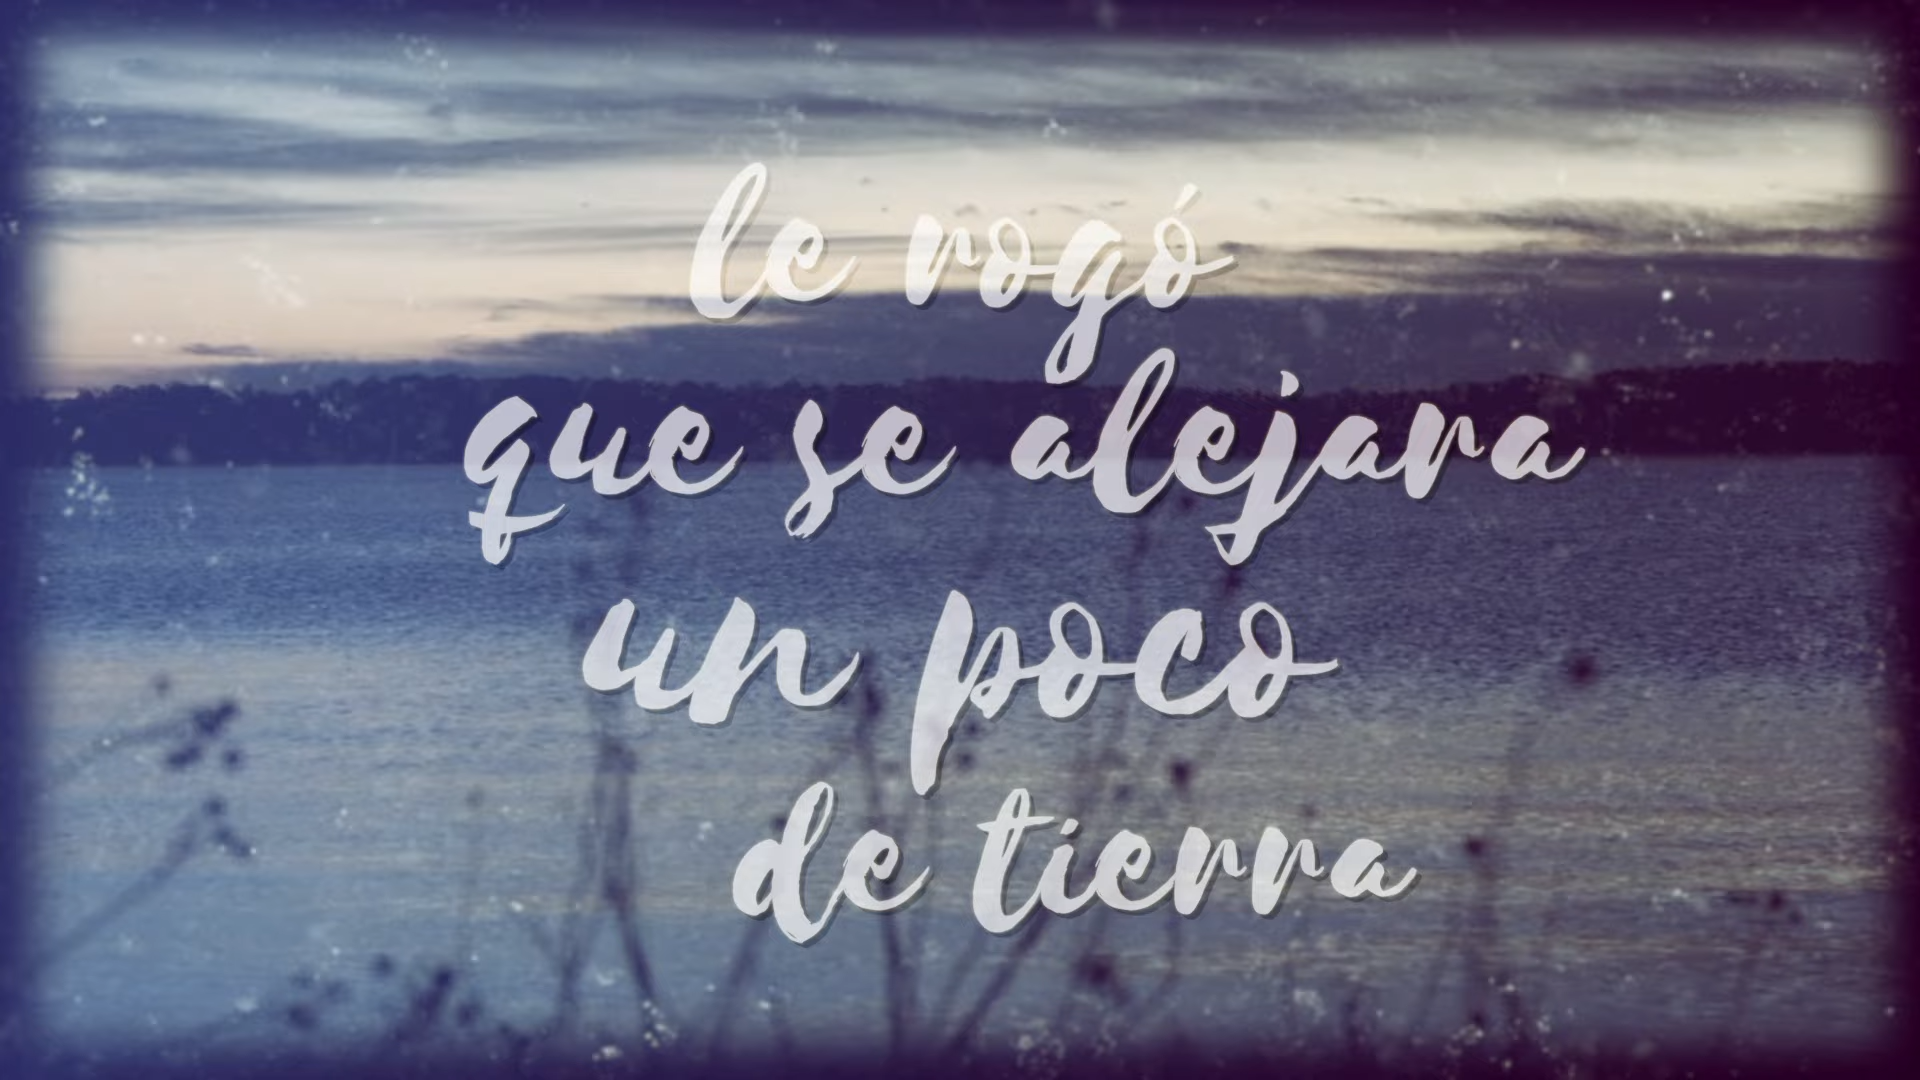 le rogó
que se alejara
un poco
de tierra